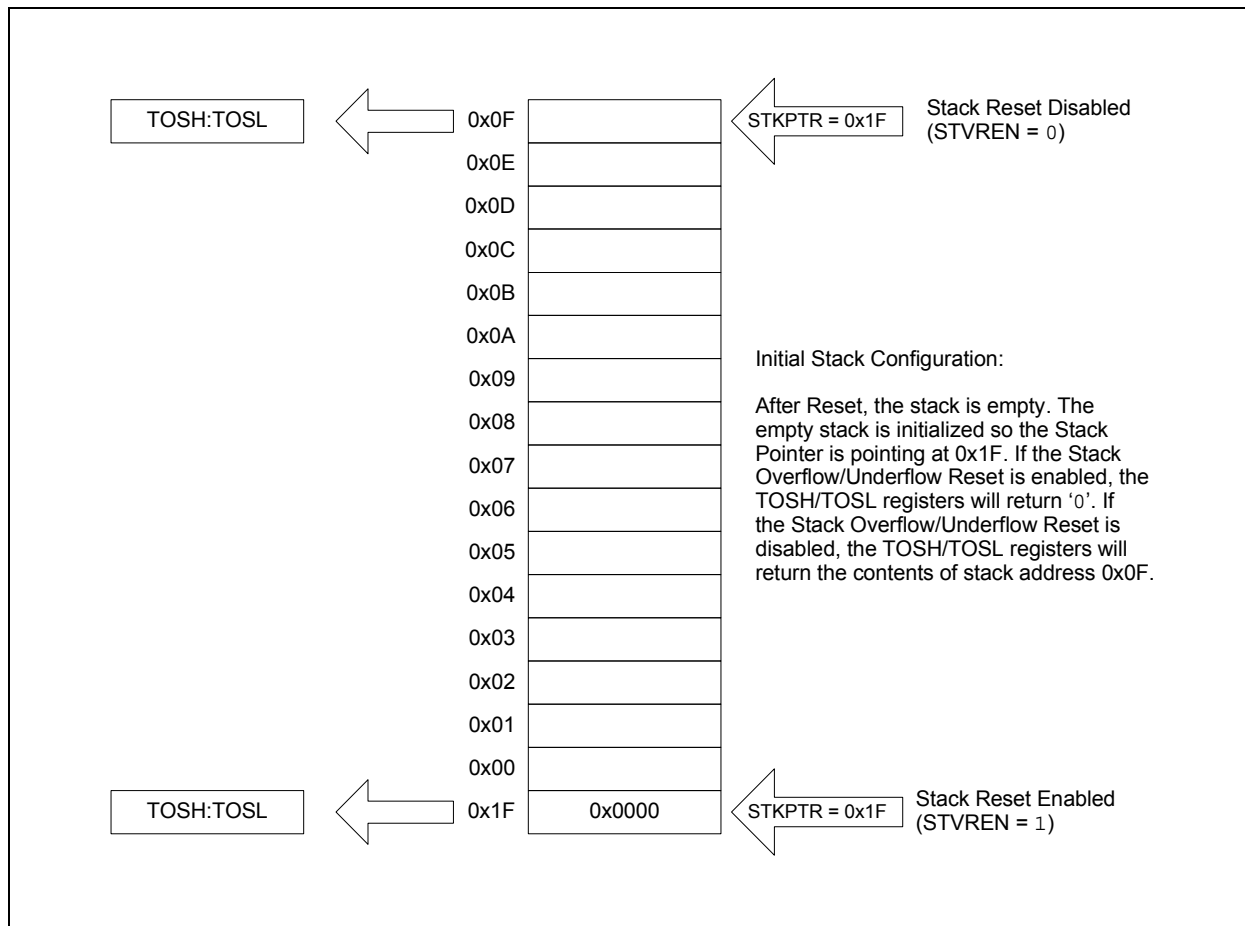 TOSH:TOSL
0x0F
STKPTR = 0x1F
Stack Reset Disabled
(STVREN = 0)
0x0E
0x0D
0x0C
0x0B
0x0A
0x09
0x08
0x07
0x06
0x05
0x04
0x03
0x02
0x01
0x00
Initial Stack Configuration:
After Reset, the stack is empty. The
empty stack is initialized so the Stack
Pointer is pointing at 0x1F. If the Stack
Overflow/Underflow Reset is enabled, the
TOSH/TOSL registers will return ‘0’. If
the Stack Overflow/Underflow Reset is
disabled, the TOSH/TOSL registers will
return the contents of stack address 0x0F.
TOSH:TOSL
0x1F
0x0000
STKPTR = 0x1F
Stack Reset Enabled
(STVREN = 1)